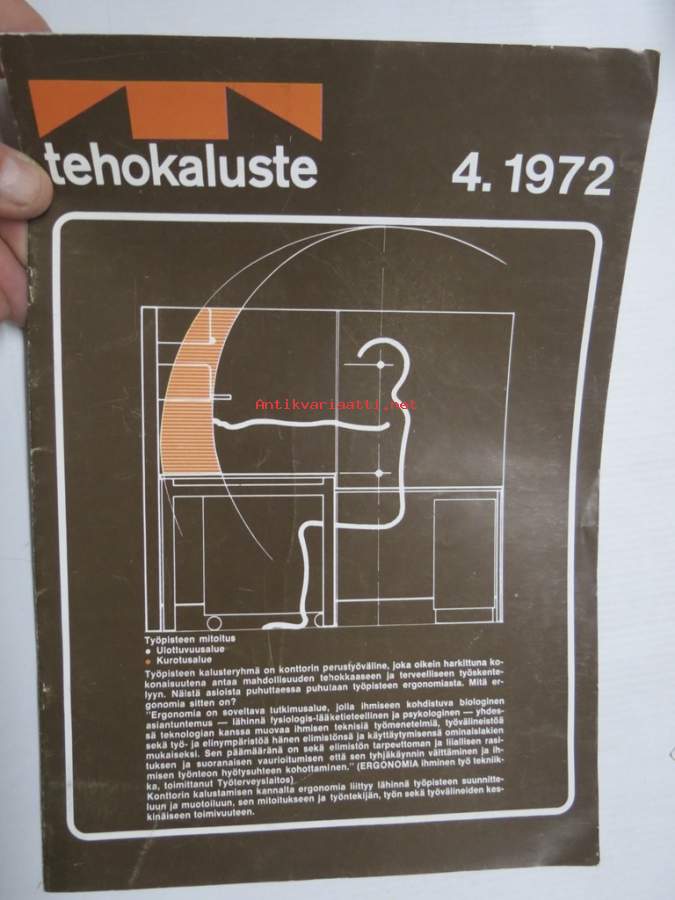 tehokaluste
4. 1972
Antikvariaatti.net
Työpisteen mitoitus
Ulottuvuusalue
Kurotusalue
Työpisteen kalusteryhmä on konttorin perustyöväline, joka oikein harkittuna ko-
konaisuutena antaa mahdollisuuden tehokkaaseen ja terveelliseen työskente-
lyyn. Näistä asioista puhuttaessa puhutaan työpisteen ergonomiasta. Mitä er-
gonomia sitten on?
"Ergonomia on soveltava tutkimusalue, jolla ihmiseen kohdistuva biologinen
asiantuntemus — lähinnä fysiologis-lääketieteellinen ja psykologinen — yhdes-
sä teknologian kanssa muovaa ihmisen teknisiä työmenetelmiä, työvälineistöä
sekä työ- ja elinympäristöä hänen elimistönsä ja käyttäytymisensä ominaislakien
mukaiseksi. Sen päämääränä on sekä elimistön tarpeettoman ja liiallisen rasi-
tuksen ja suoranaisen vaurioitumisen että sen tyhjäkäynnin välttäminen ja ih-
misen työnteon hyötysuhteen kohottaminen." (ERGONOMIA ihminen työ tekniik-
ka, toimittanut Työterveyslaitos)
Konttorin kalustamisen kannalta ergonomia liittyy lähinnä työpisteen suunnitte-
luun ja muotoiluun, sen mitoitukseen ja työntekijän, työn sekä työvälineiden kes-
kinäiseen toimivuuteen.